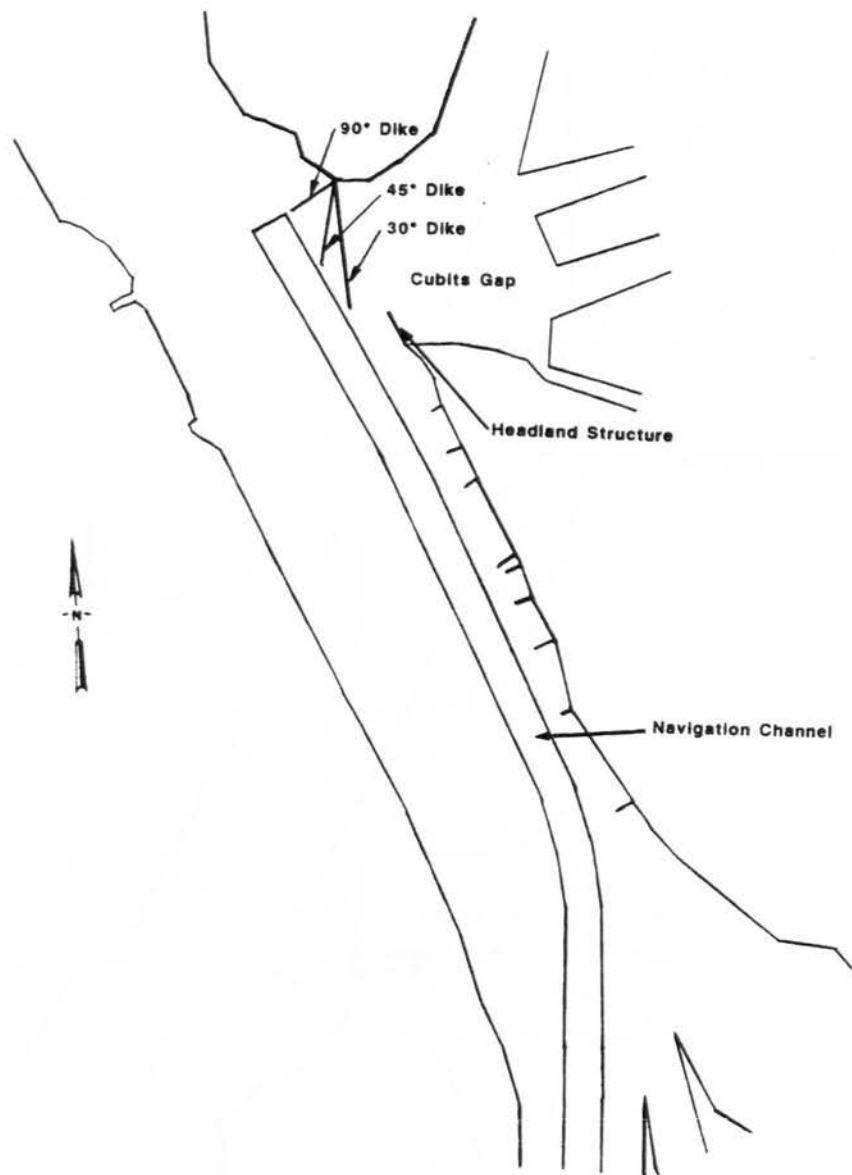 90° Dike
45° Dike
30° Dike
Cubits Gap
Headland Structure
-N-
Navigation Channel